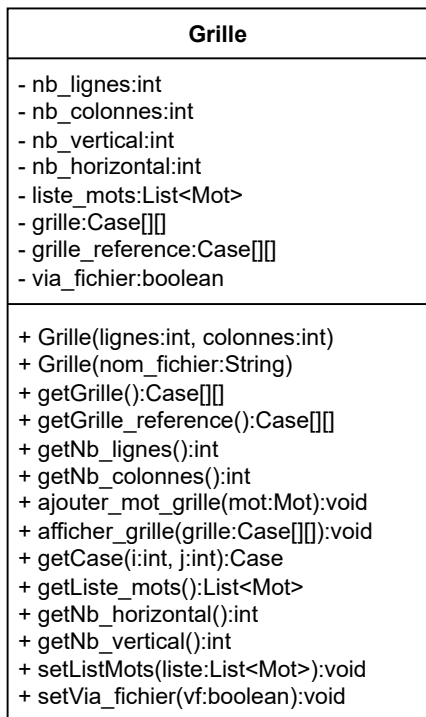 Grille
- nb_lignes:int
- nb_colonnes:int
- nb_vertical:int
- nb_horizontal:int
- liste_mots:List<Mot>
- grille:Case[][]
- grille_reference:Case[][]
- via_fichier:boolean
+ Grille(lignes:int, colonnes:int)
+ Grille(nom_fichier:String)
+ getGrille():Case[][]
+ getGrille_reference():Case[][]
+ getNb_lignes():int
+ getNb_colonnes():int
+ ajouter_mot_grille(mot:Mot):void
+ afficher_grille(grille:Case[][]):void
+ getCase(i:int, j:int):Case
+ getListe_mots():List<Mot>
+ getNb_horizontal():int
+ getNb_vertical():int
+ setListMots(liste:List<Mot>):void
+ setVia_fichier(vf:boolean):void